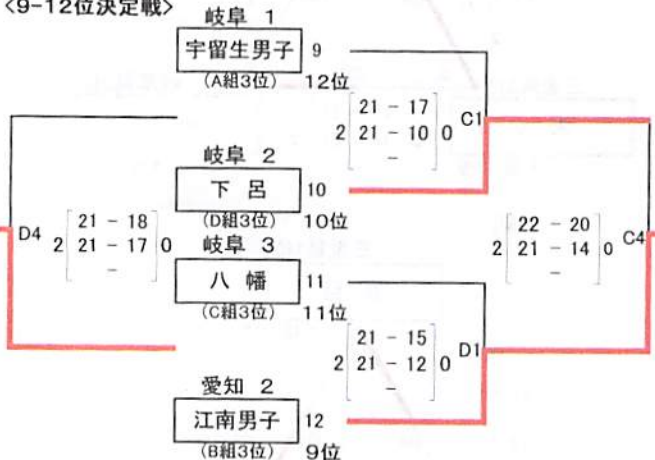 <9-12位決定戦>
岐阜 1
宇留生男子 9
(A組3位) 12位
21 - 17
2 21 - 10 0 C1
-
岐阜 2
下 呂 10
(D組3位) 10位
D4
21 - 18
2 21 - 17 0
-
22 - 20
2 21 - 14 0 C4
-
岐阜 3
八 幡 11
(C組3位) 11位
21 - 15
2 21 - 12 0 D1
-
愛知 2
江南男子 12
(B組3位) 9位